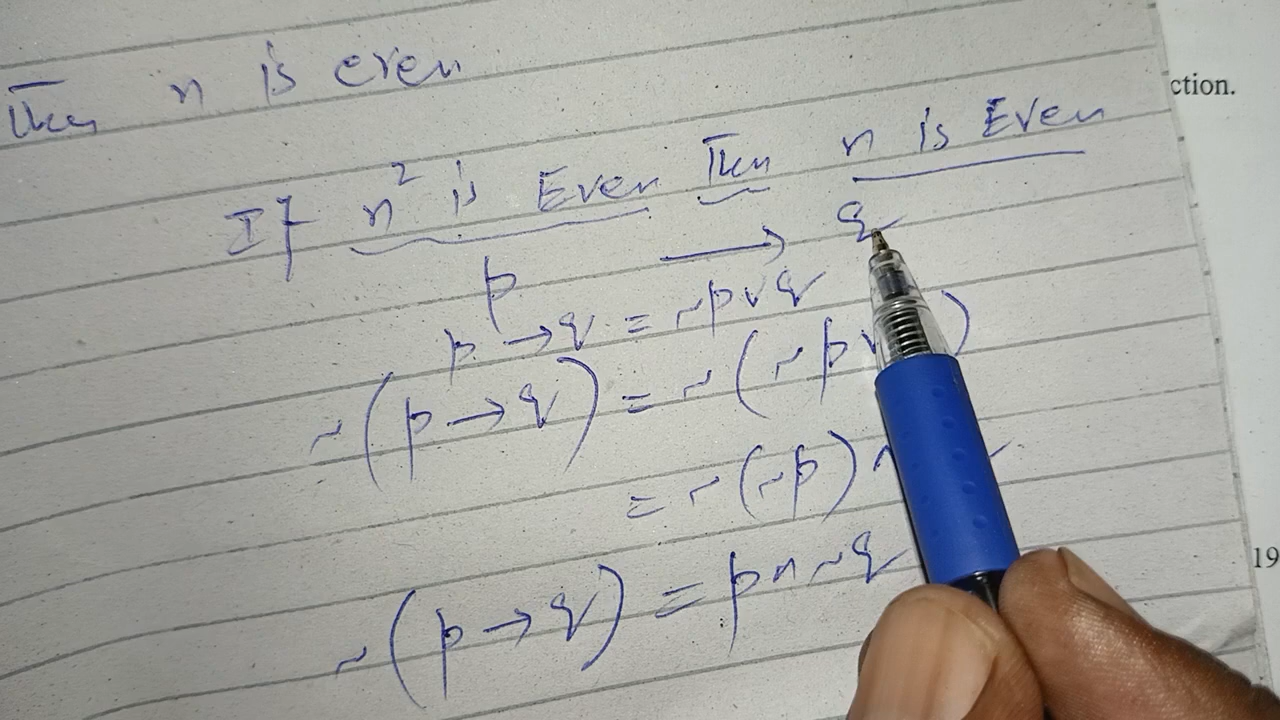 Then n is even
ction.
If n² is Even Then n is Even
p → q
p → q = ~p ∨ q
~(p → q) = ~(~p ∨ )
= ~(~p) ∧
~(p → q) = p ∧ ~q
19